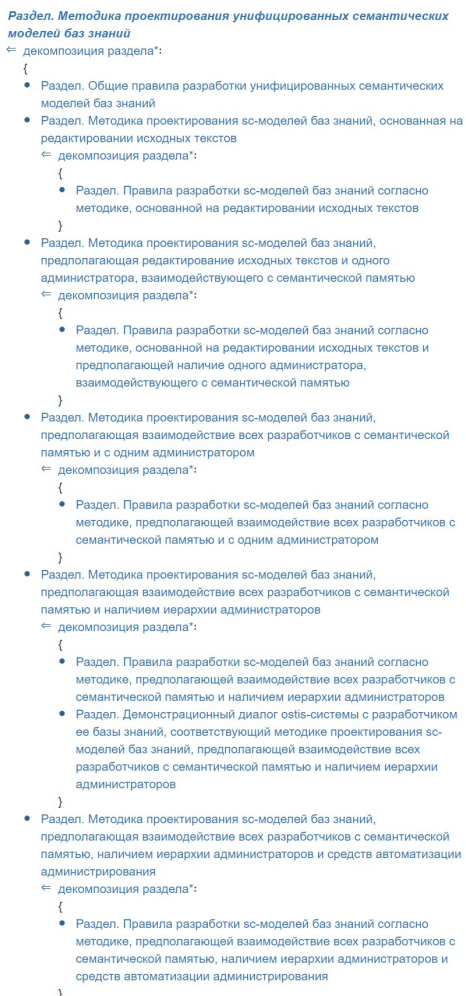 Раздел. Методика проектирования унифицированных семантических
моделей баз знаний
⇐ декомпозиция раздела*:
{
• Раздел. Общие правила разработки унифицированных семантических
моделей баз знаний
• Раздел. Методика проектирования sc-моделей баз знаний, основанная на
редактировании исходных текстов
⇐ декомпозиция раздела*:
{
• Раздел. Правила разработки sc-моделей баз знаний согласно
методике, основанной на редактировании исходных текстов
}
• Раздел. Методика проектирования sc-моделей баз знаний,
предполагающая редактирование исходных текстов и одного
администратора, взаимодействующего с семантической памятью
⇐ декомпозиция раздела*:
{
• Раздел. Правила разработки sc-моделей баз знаний согласно
методике, основанной на редактировании исходных текстов и
предполагающей наличие одного администратора,
взаимодействующего с семантической памятью
}
• Раздел. Методика проектирования sc-моделей баз знаний,
предполагающая взаимодействие всех разработчиков с семантической
памятью и с одним администратором
⇐ декомпозиция раздела*:
{
• Раздел. Правила разработки sc-моделей баз знаний согласно
методике, предполагающей взаимодействие всех разработчиков с
семантической памятью и с одним администратором
}
• Раздел. Методика проектирования sc-моделей баз знаний,
предполагающая взаимодействие всех разработчиков с семантической
памятью и наличием иерархии администраторов
⇐ декомпозиция раздела*:
{
• Раздел. Правила разработки sc-моделей баз знаний согласно
методике, предполагающей взаимодействие всех разработчиков с
семантической памятью и наличием иерархии администраторов
• Раздел. Демонстрационный диалог ostis-системы с разработчиком
ее базы знаний, соответствующий методике проектирования sc-
моделей баз знаний, предполагающей взаимодействие всех
разработчиков с семантической памятью и наличием иерархии
администраторов
}
• Раздел. Методика проектирования sc-моделей баз знаний,
предполагающая взаимодействие всех разработчиков с семантической
памятью, наличием иерархии администраторов и средств автоматизации
администрирования
⇐ декомпозиция раздела*:
{
• Раздел. Правила разработки sc-моделей баз знаний согласно
методике, предполагающей взаимодействие всех разработчиков с
семантической памятью, наличием иерархии администраторов и
средств автоматизации администрирования
}